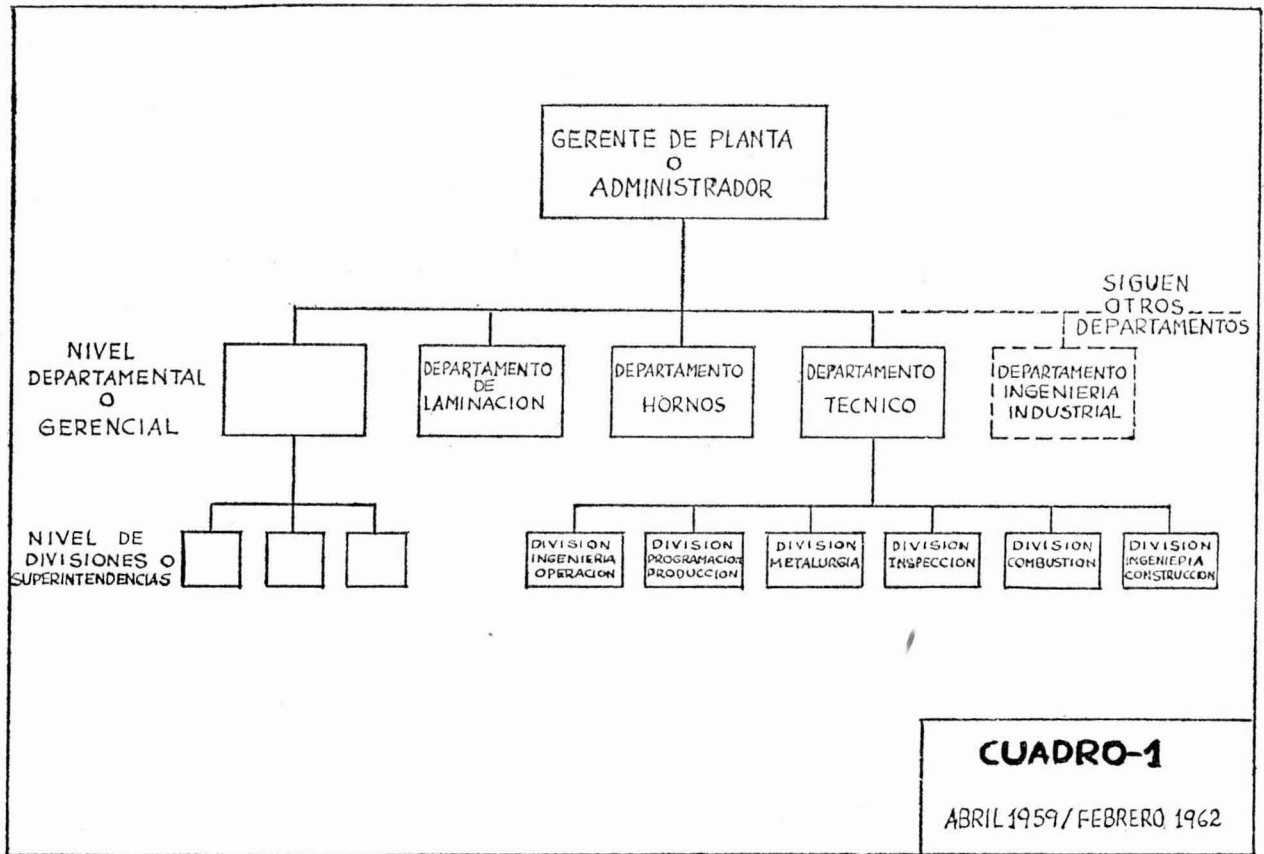 GERENTE DE PLANTA
O
ADMINISTRADOR
SIGUEN
OTROS
DEPARTAMENTOS
NIVEL
DEPARTAMENTAL
O
GERENCIAL
DEPARTAMENTO
DE
LAMINACION
DEPARTAMENTO
HORNOS
DEPARTAMENTO
TECNICO
DEPARTAMENTO
INGENIERIA
INDUSTRIAL
NIVEL DE
DIVISIONES O
SUPERINTENDENCIAS
DIVISION
INGENIERIA
OPERACION
DIVISION
PROGRAMACION
PRODUCCION
DIVISION
METALURGIA
DIVISION
INSPECCION
DIVISION
COMBUSTION
DIVISION
INGENIERIA
CONSTRUCCION
CUADRO-1
ABRIL 1959/FEBRERO 1962